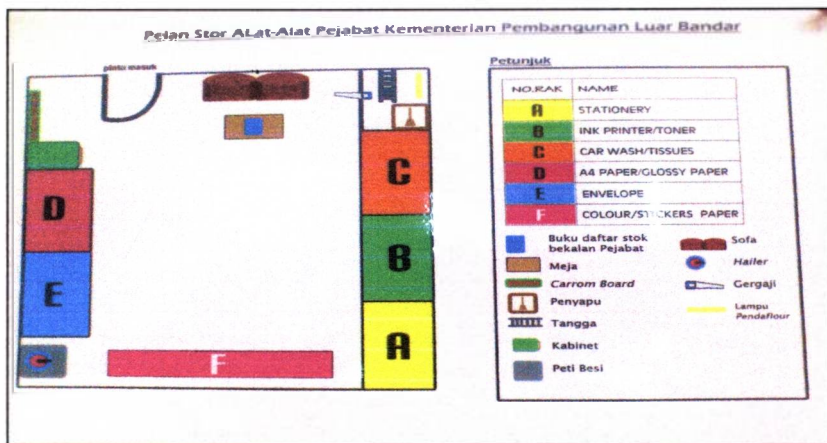 Pelan Stor ALat-Alat Pejabat Kementerian Pembangunan Luar Bandar
pintu masuk
D
E
F
C
B
A
Petunjuk
NO.RAK NAME
A STATIONERY
B INK PRINTER/TONER
C CAR WASH/TISSUES
D A4 PAPER/GLOSSY PAPER
E ENVELOPE
F COLOUR/STICKERS PAPER
Buku daftar stok
bekalan Pejabat
Meja
Carrom Board
Penyapu
Tangga
Kabinet
Peti Besi
Sofa
Hailer
Gergaji
Lampu
Pendaflour